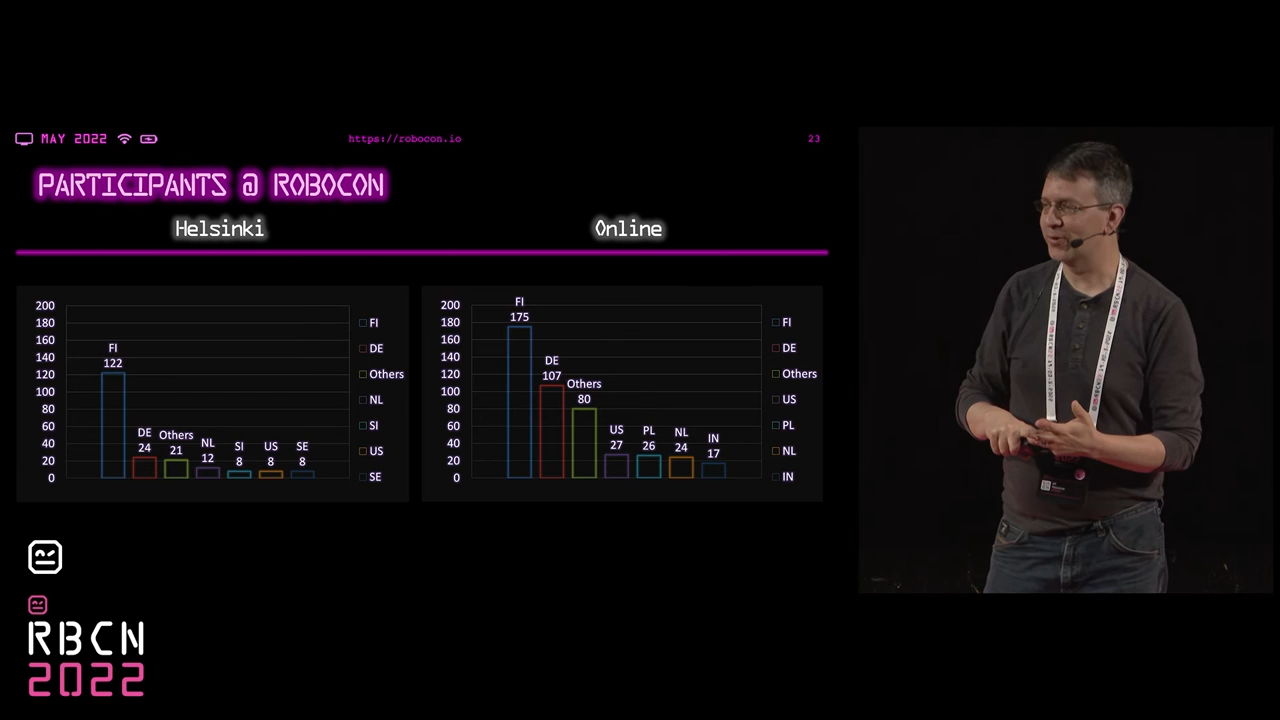 MAY 2022
https://robocon.io
23
PARTICIPANTS @ ROBOCON
Helsinki
Online
200
180
160
140
120
100
80
60
40
20
0
FI
122
DE
24
Others
21
NL
12
SI
8
US
8
SE
8
FI
DE
Others
NL
SI
US
SE
200
180
160
140
120
100
80
60
40
20
0
FI
175
DE
107
Others
80
US
27
PL
26
NL
24
IN
17
FI
DE
Others
US
PL
NL
IN
RBCN
2022